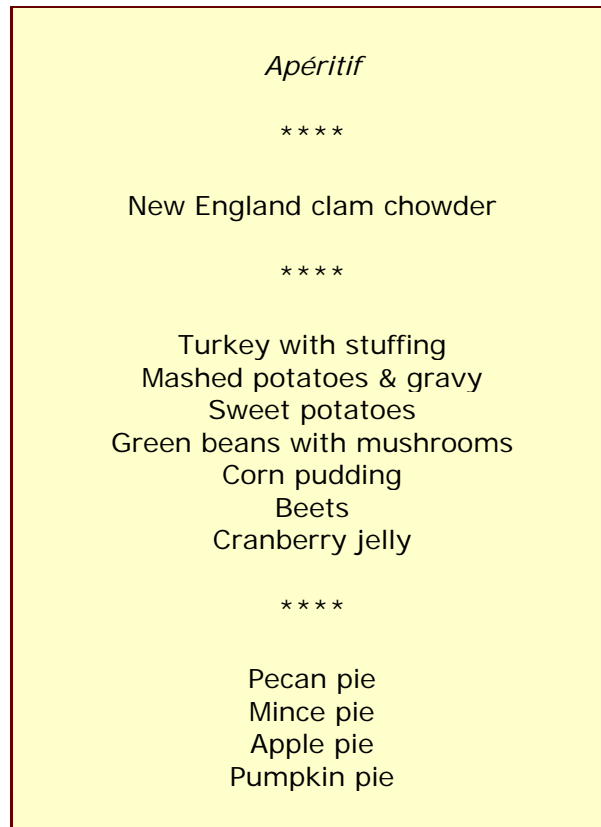 Apéritif
****
New England clam chowder
****
Turkey with stuffing
Mashed potatoes & gravy
Sweet potatoes
Green beans with mushrooms
Corn pudding
Beets
Cranberry jelly
****
Pecan pie
Mince pie
Apple pie
Pumpkin pie